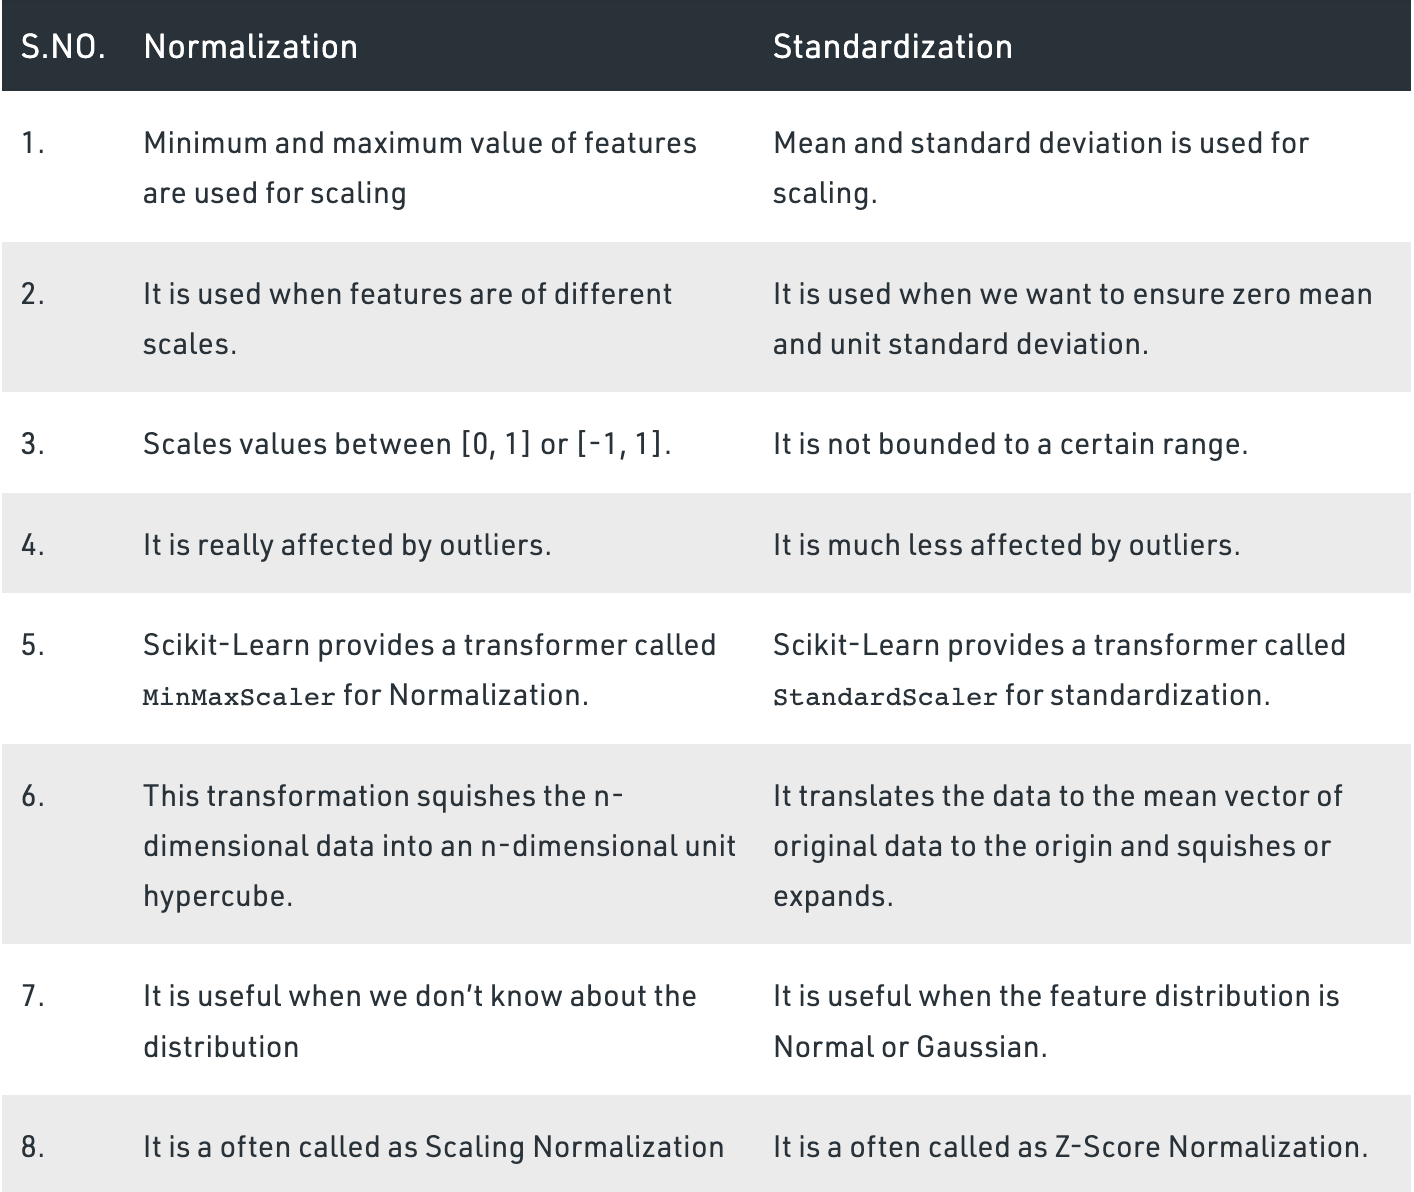 S.NO. Normalization Standardization
1. Minimum and maximum value of features Mean and standard deviation is used for
are used for scaling scaling.
2. It is used when features are of different It is used when we want to ensure zero mean
scales. and unit standard deviation.
3. Scales values between [0, 1] or [-1, 1]. It is not bounded to a certain range.
4. It is really affected by outliers. It is much less affected by outliers.
5. Scikit-Learn provides a transformer called Scikit-Learn provides a transformer called
MinMaxScaler for Normalization. StandardScaler for standardization.
6. This transformation squishes the n- It translates the data to the mean vector of
dimensional data into an n-dimensional unit original data to the origin and squishes or
hypercube. expands.
7. It is useful when we don’t know about the It is useful when the feature distribution is
distribution Normal or Gaussian.
8. It is a often called as Scaling Normalization It is a often called as Z-Score Normalization.